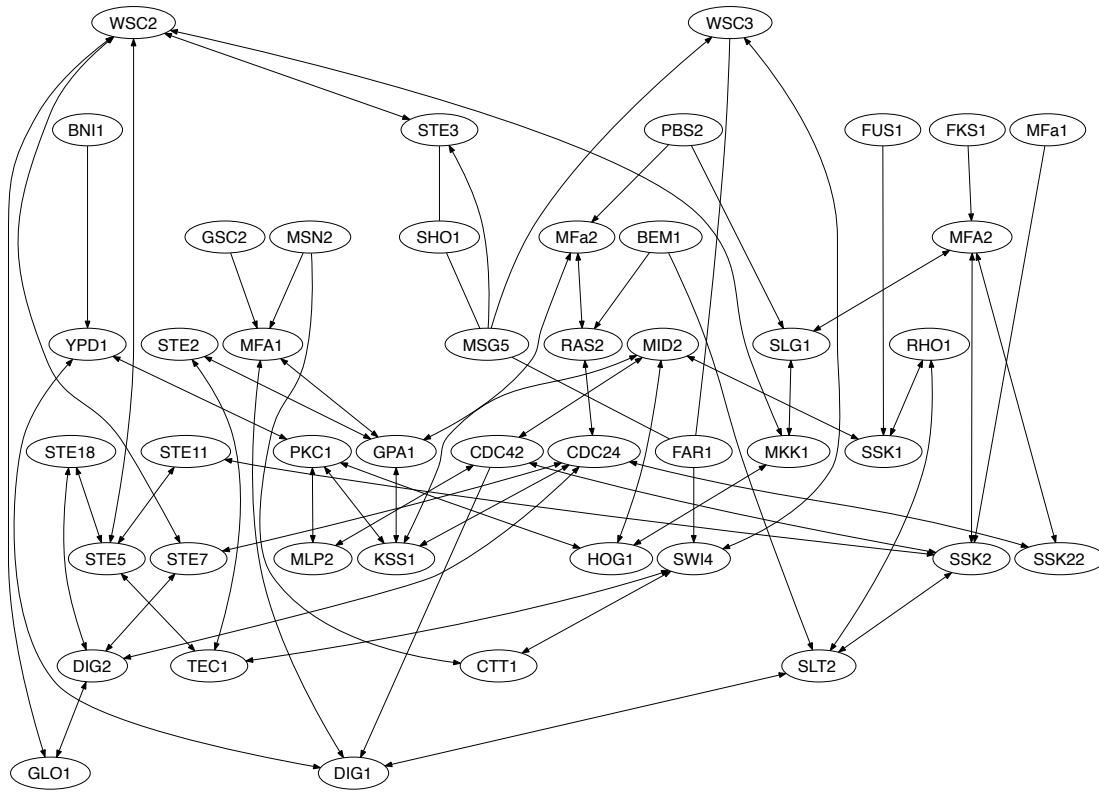 WSC2
WSC3
BNI1
STE3
PBS2
FUS1
FKS1
MFa1
GSC2
MSN2
SHO1
MFa2
BEM1
MFA2
YPD1
STE2
MFA1
MSG5
RAS2
MID2
SLG1
RHO1
STE18
STE11
PKC1
GPA1
CDC42
CDC24
FAR1
MKK1
SSK1
STE5
STE7
MLP2
KSS1
HOG1
SWI4
SSK2
SSK22
DIG2
TEC1
CTT1
SLT2
GLO1
DIG1